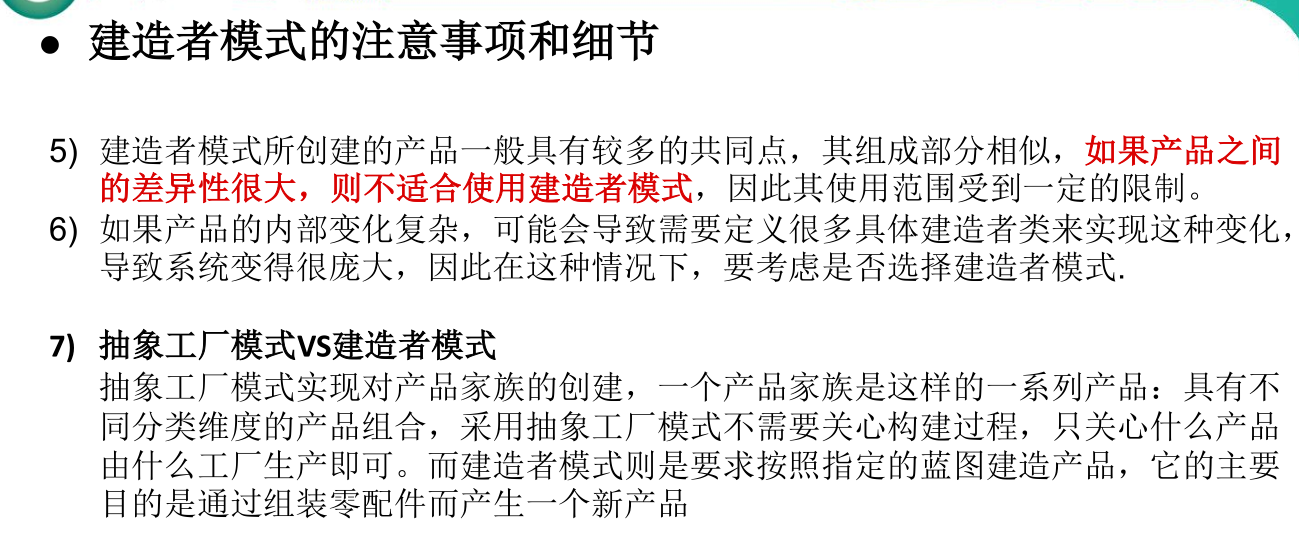 ● 建造者模式的注意事项和细节
5) 建造者模式所创建的产品一般具有较多的共同点，其组成部分相似，如果产品之间
的差异性很大，则不适合使用建造者模式，因此其使用范围受到一定的限制。
6) 如果产品的内部变化复杂，可能会导致需要定义很多具体建造者类来实现这种变化，
导致系统变得很庞大，因此在这种情况下，要考虑是否选择建造者模式.
7) 抽象工厂模式VS建造者模式
抽象工厂模式实现对产品家族的创建，一个产品家族是这样的一系列产品：具有不
同分类维度的产品组合，采用抽象工厂模式不需要关心构建过程，只关心什么产品
由什么工厂生产即可。而建造者模式则是要求按照指定的蓝图建造产品，它的主要
目的是通过组装零配件而产生一个新产品